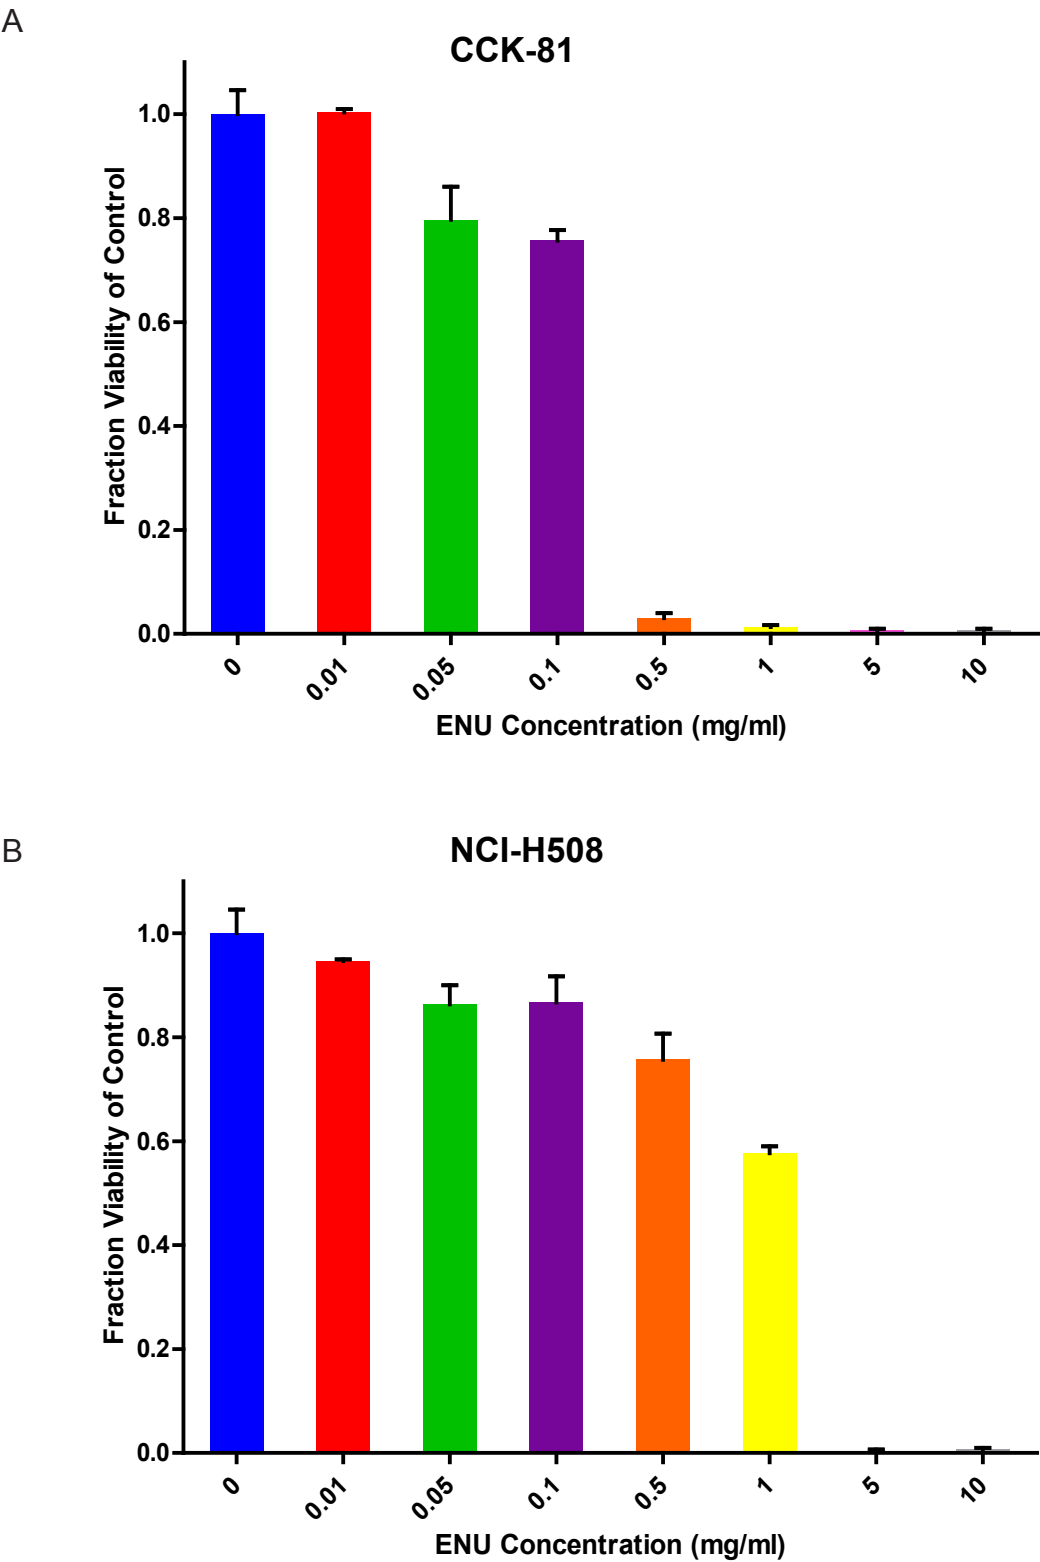 A
CCK-81
Fraction Viability of Control
1.0
0.8
0.6
0.4
0.2
0.0
0 0.01 0.05 0.1 0.5 1 5 10
ENU Concentration (mg/ml)
B
NCI-H508
Fraction Viability of Control
1.0
0.8
0.6
0.4
0.2
0.0
0 0.01 0.05 0.1 0.5 1 5 10
ENU Concentration (mg/ml)